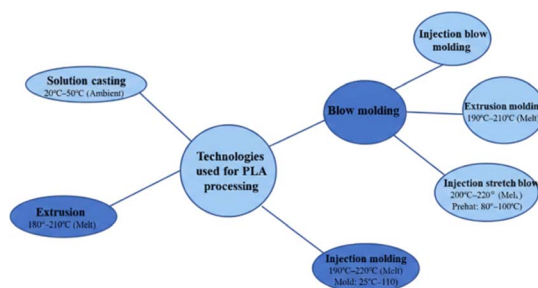 Injection blow
molding
Solution casting
20°C–50°C (Ambient)
Blow molding
Extrusion molding
190°C–210°C (Melt)
Technologies
used for PLA
processing
Injection stretch blow
200°C–220° (Melt,
Prehat: 80°–100°C)
Extrusion
180°-210°C (Melt)
Injection molding
190°C–220°C (Melt)
Mold: 25°C–110)